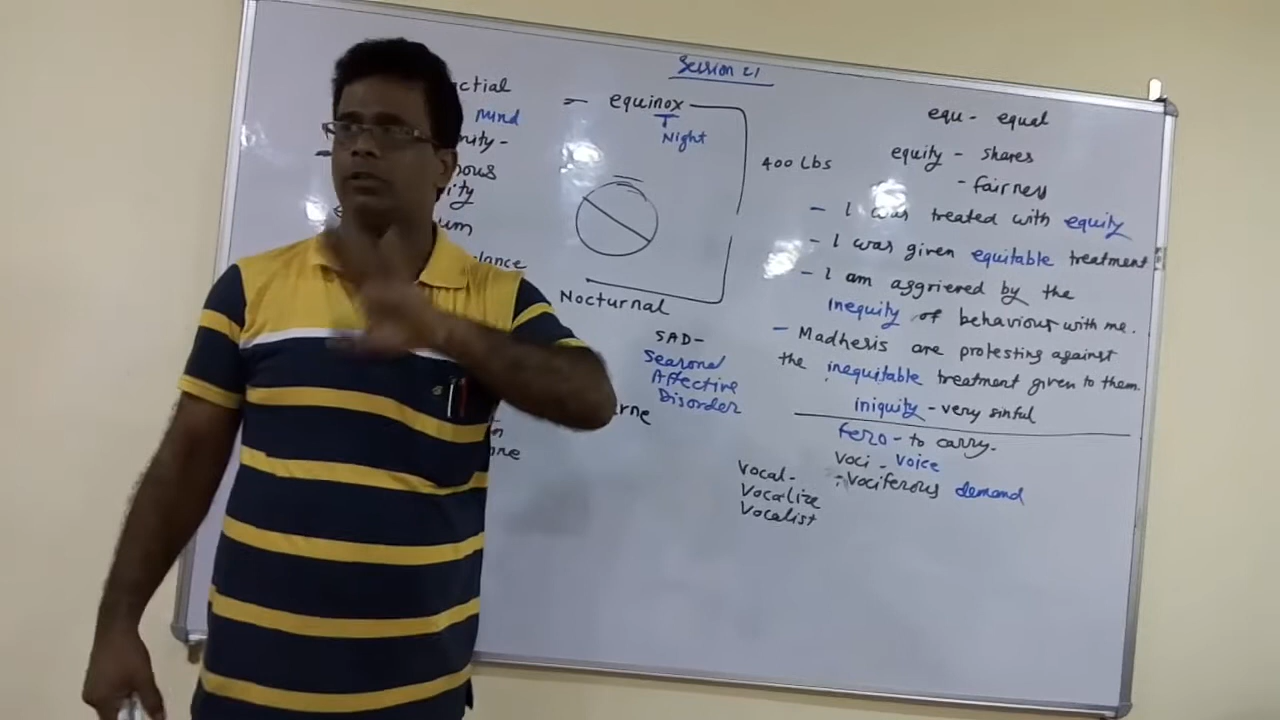 Session 21
mind
equinox
Night
400 Lbs
Nocturnal
SAD-
Seasonal
Affective
Disorder
equ- equal
equity - shares
- fairness
- I was treated with equity
- I was given equitable treatment
- I am aggrieved by the
inequity of behaviour with me.
- Madhesis are protesting against
the inequitable treatment given to them.
iniquity - very sinful
fero - to carry.
voci - voice
- vociferous demand
Vocal-
Vocalize
Vocalist